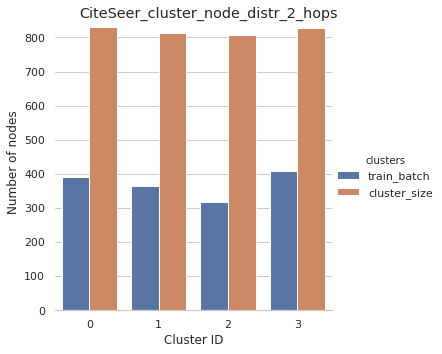 CiteSeer_cluster_node_distr_2_hops
800
700
600
500
400
300
200
100
0
Number of nodes
0 1 2 3
Cluster ID
clusters
train_batch
cluster_size